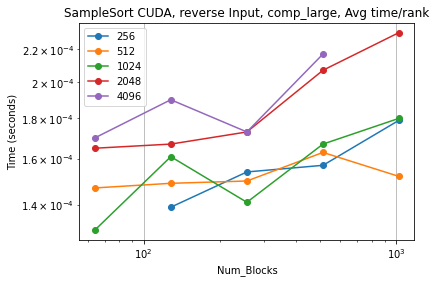 SampleSort CUDA, reverse Input, comp_large, Avg time/rank
256
512
1024
2048
4096
2.2 × 10⁻⁴
2 × 10⁻⁴
1.8 × 10⁻⁴
1.6 × 10⁻⁴
1.4 × 10⁻⁴
Time (seconds)
10²
10³
Num_Blocks